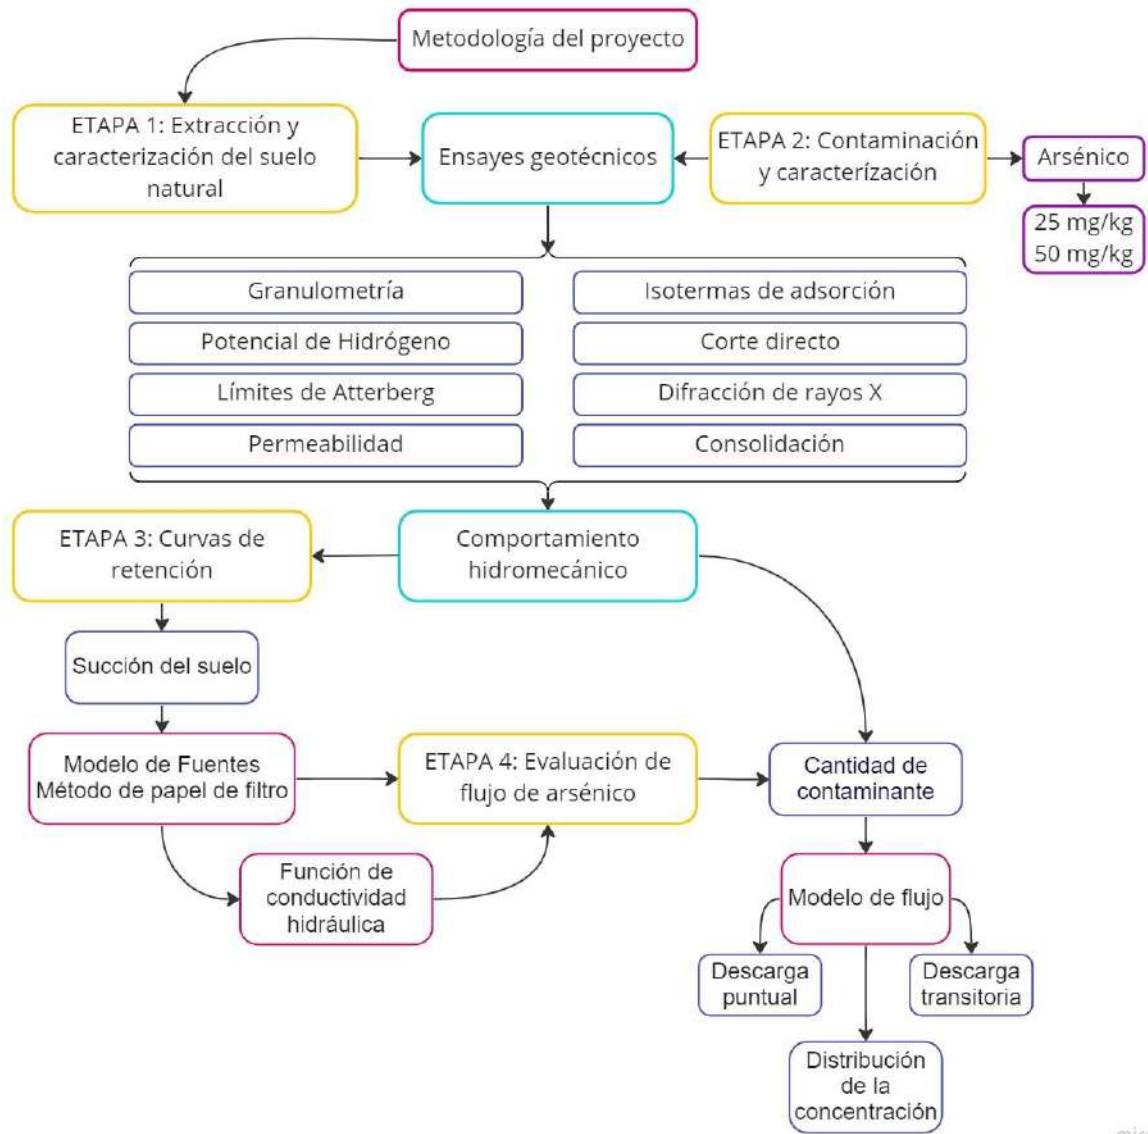 Metodología del proyecto
ETAPA 1: Extracción y
caracterización del suelo
natural
Ensayes geotécnicos
ETAPA 2: Contaminación
y caracterízación
Arsénico
25 mg/kg
50 mg/kg
Granulometría
Isotermas de adsorción
Potencial de Hidrógeno
Corte directo
Límites de Atterberg
Difracción de rayos X
Permeabilidad
Consolidación
ETAPA 3: Curvas de
retención
Comportamiento
hidromecánico
Succión del suelo
Modelo de Fuentes
Método de papel de filtro
ETAPA 4: Evaluación de
flujo de arsénico
Cantidad de
contaminante
Función de
conductividad
hidráulica
Modelo de flujo
Descarga
puntual
Descarga
transitoria
Distribución
de la
concentración